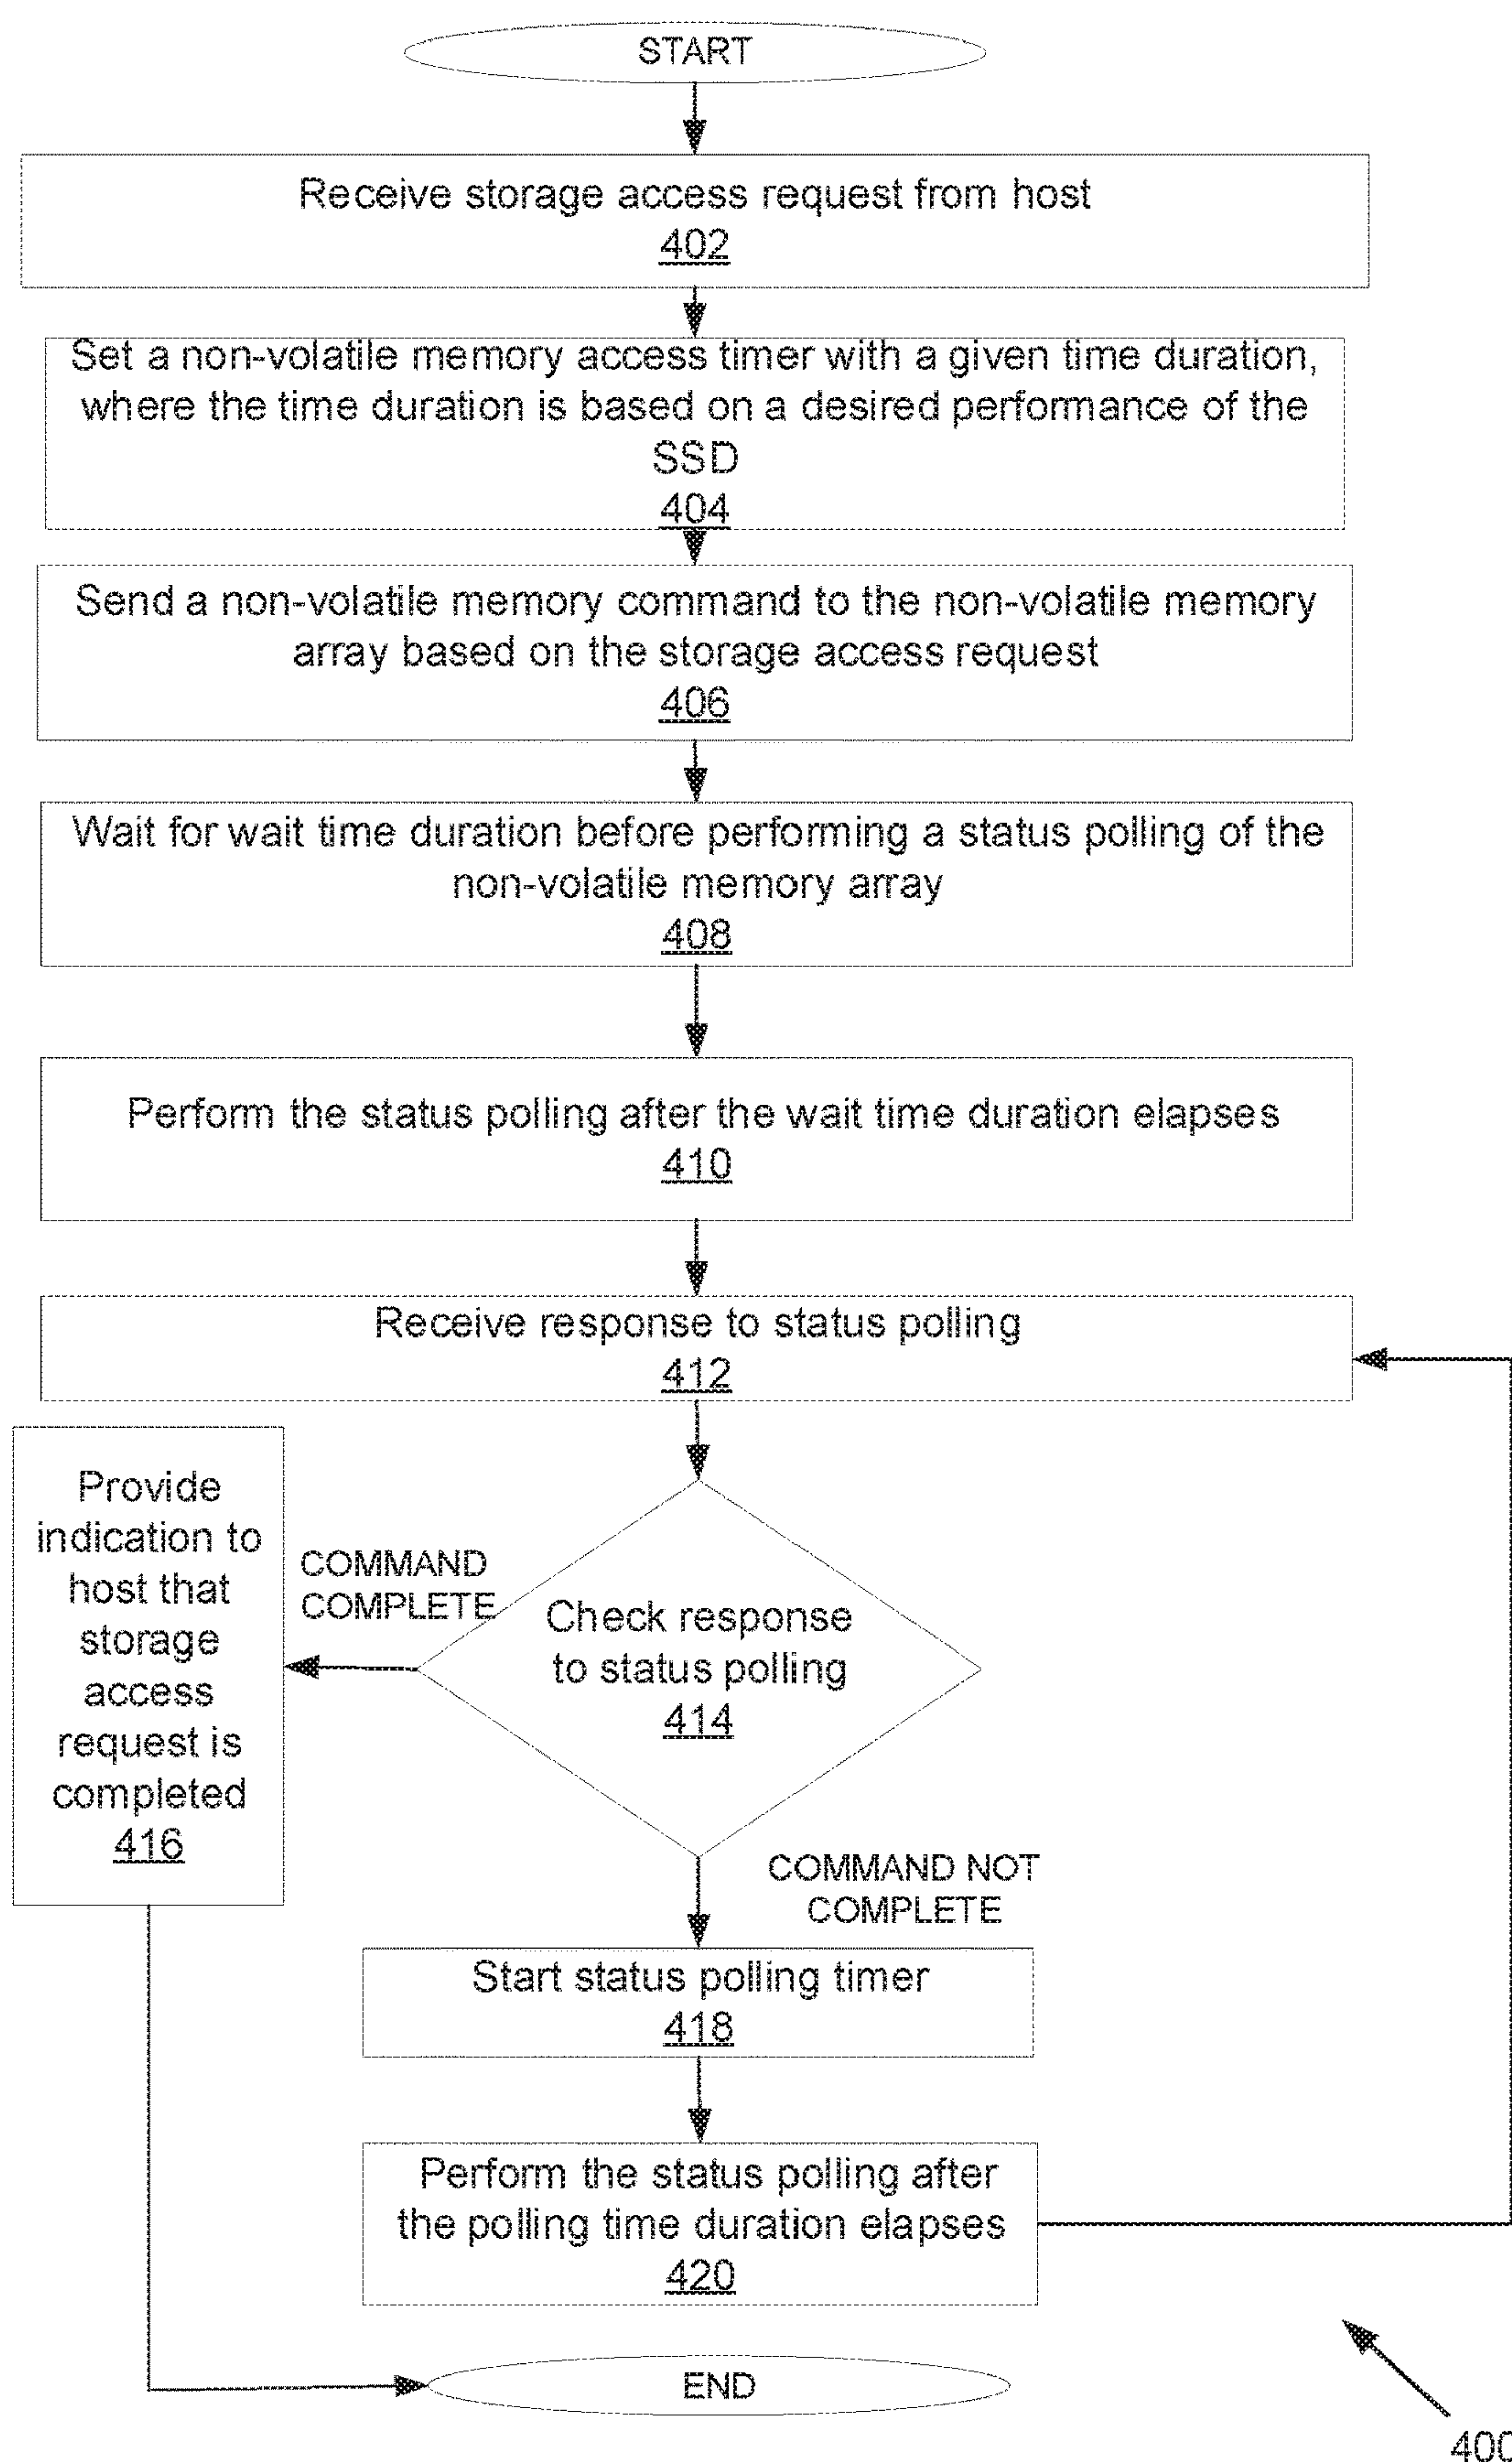 START
Receive storage access request from host
402
Set a non-volatile memory access timer with a given time duration,
where the time duration is based on a desired performance of the
SSD
404
Send a non-volatile memory command to the non-volatile memory
array based on the storage access request
406
Wait for wait time duration before performing a status polling of the
non-volatile memory array
408
Perform the status polling after the wait time duration elapses
410
Receive response to status polling
412
Provide
indication to
host that
storage
access
request is
completed
416
COMMAND
COMPLETE
Check response
to status polling
414
COMMAND NOT
COMPLETE
Start status polling timer
418
Perform the status polling after
the polling time duration elapses
420
END
400